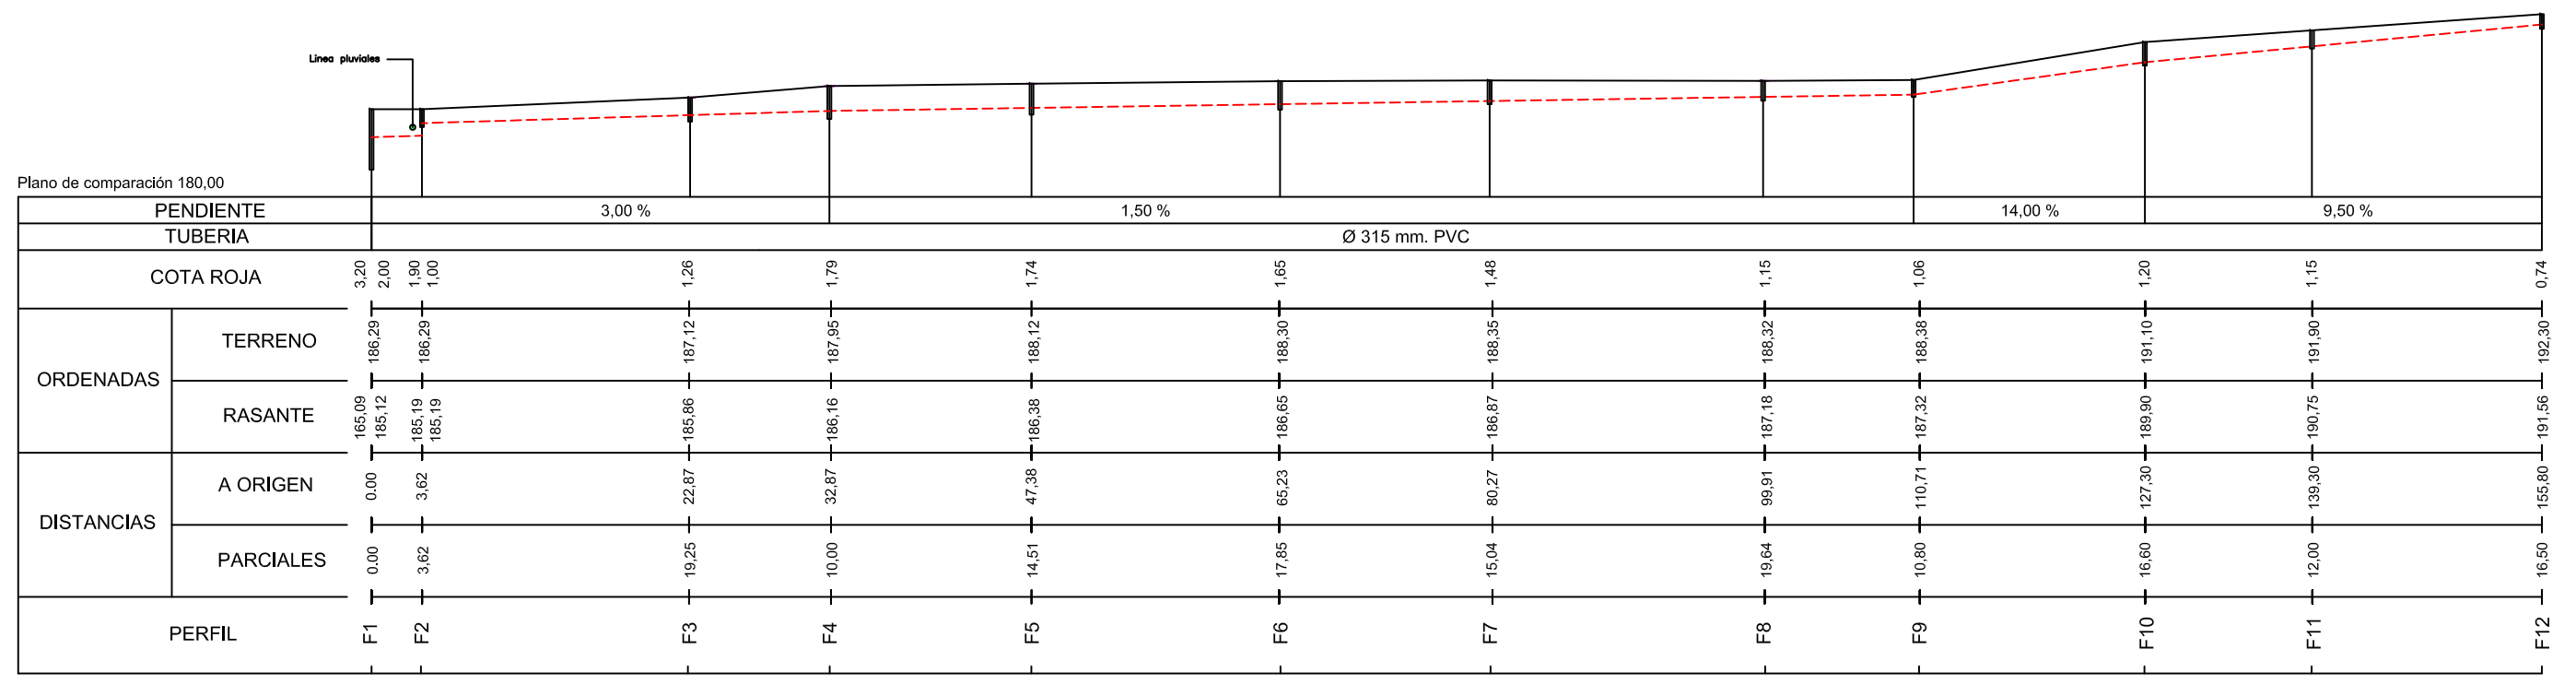 Linea pluviales
Plano de comparación 180,00
PENDIENTE 3,00 % 1,50 % 14,00 % 9,50 %
TUBERIA Ø 315 mm. PVC
COTA ROJA 3,20 2,00 1,90 1,00 1,26 1,79 1,74 1,65 1,48 1,15 1,06 1,20 1,15 0,74
ORDENADAS
TERRENO 186,29 186,29 187,12 187,95 188,12 188,30 188,35 188,32 188,38 191,10 191,90 192,30
RASANTE 165,09 185,12 185,19 185,19 185,86 186,16 186,38 186,65 186,87 187,18 187,32 189,90 190,75 191,56
DISTANCIAS
A ORIGEN 0.00 3,62 22,87 32,87 47,38 65,23 80,27 99,91 110,71 127,30 139,30 155,80
PARCIALES 0.00 3,62 19,25 10,00 14,51 17,85 15,04 19,64 10,80 16,60 12,00 16,50
PERFIL F1 F2 F3 F4 F5 F6 F7 F8 F9 F10 F11 F12